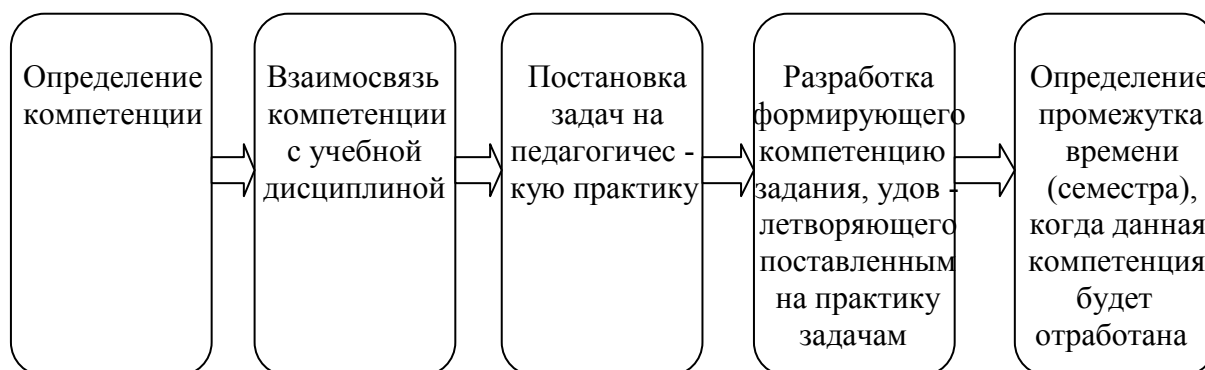 Определение
компетенции
Взаимосвязь
компетенции
с учебной
дисциплиной
Постановка
задач на
педагогичес -
кую практику
Разработка
формирующего
компетенцию
задания, удов -
летворяющего
поставленным
на практику
задачам
Определение
промежутка
времени
(семестра),
когда данная
компетенция
будет
отработана